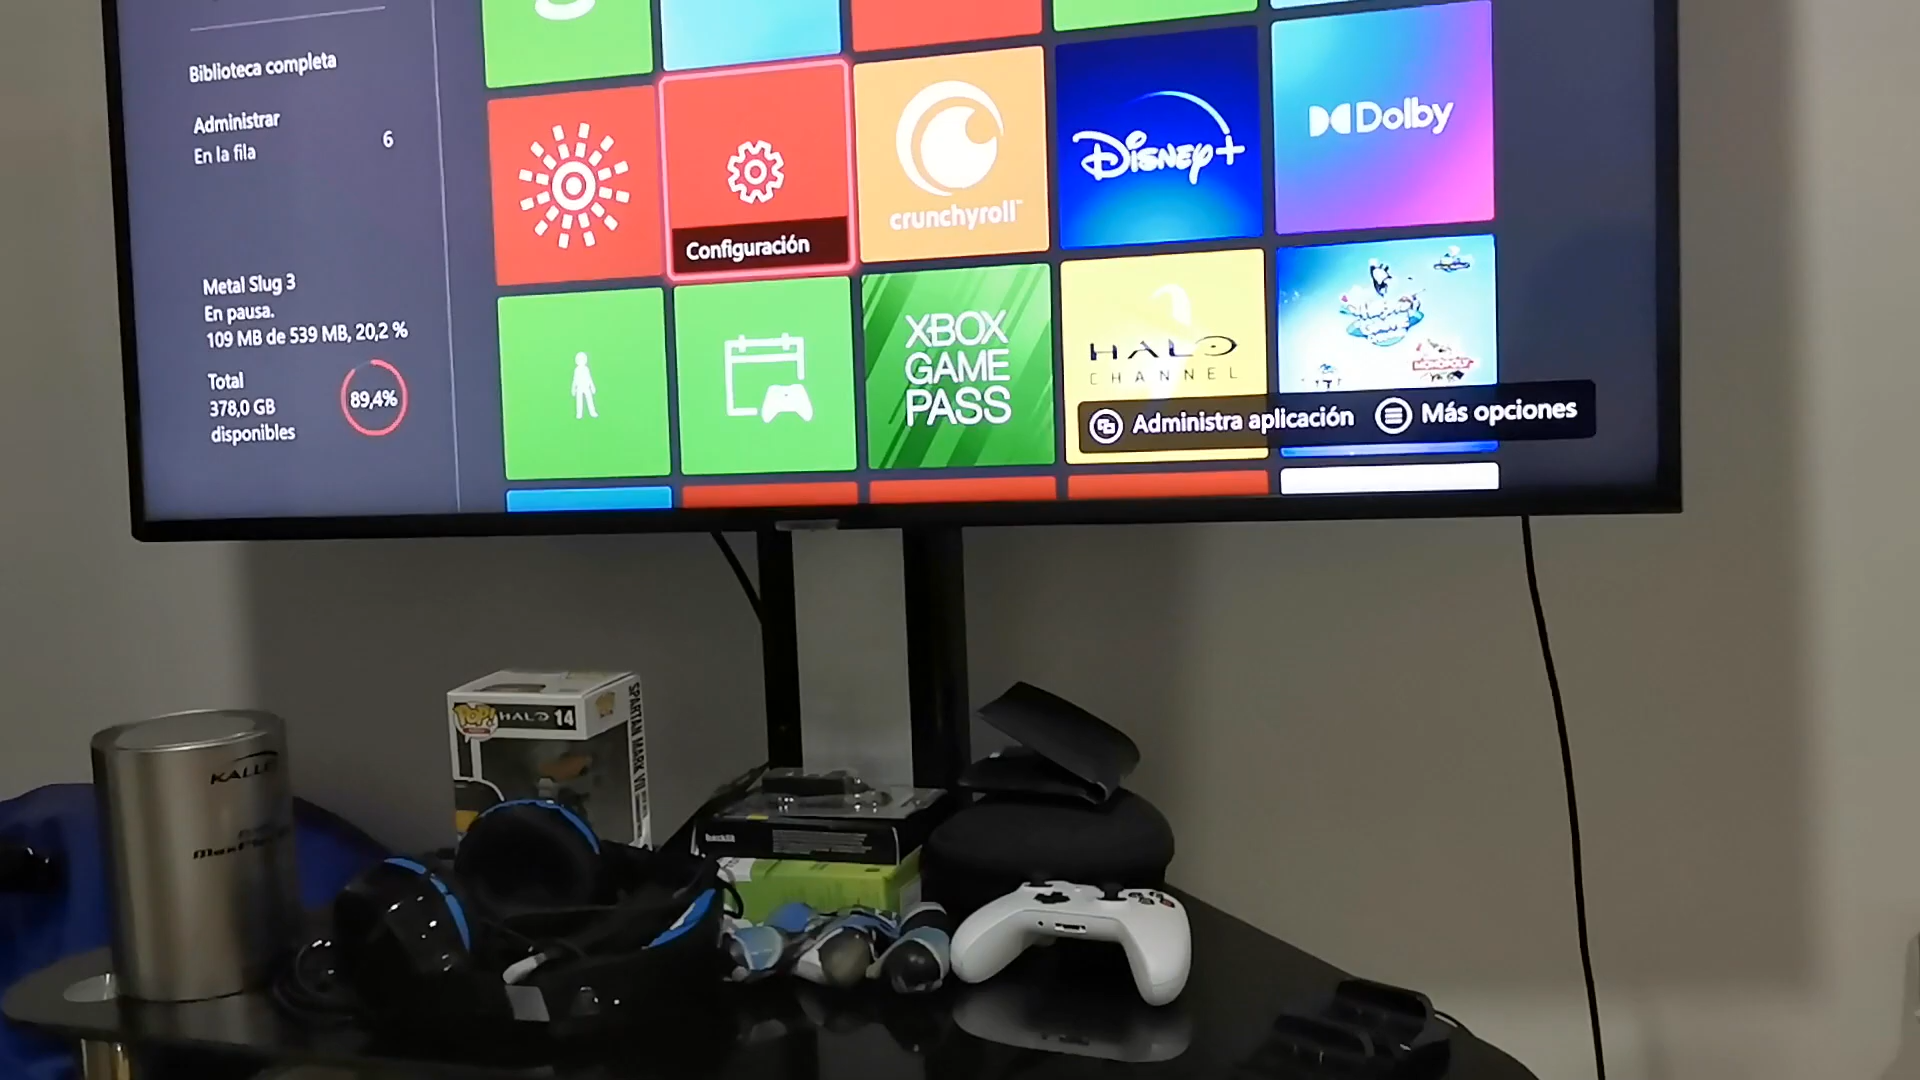 Biblioteca completa
Administrar
En la fila
6
Metal Slug 3
En pausa.
109 MB de 539 MB, 20,2 %
Total
378,0 GB
disponibles
89,4%
Configuración
crunchyroll
Disney+
Dolby
XBOX
GAME
PASS
HALO
CHANNEL
Administra aplicación
Más opciones
POP!
HALO 14
SPARTAN MARK VII